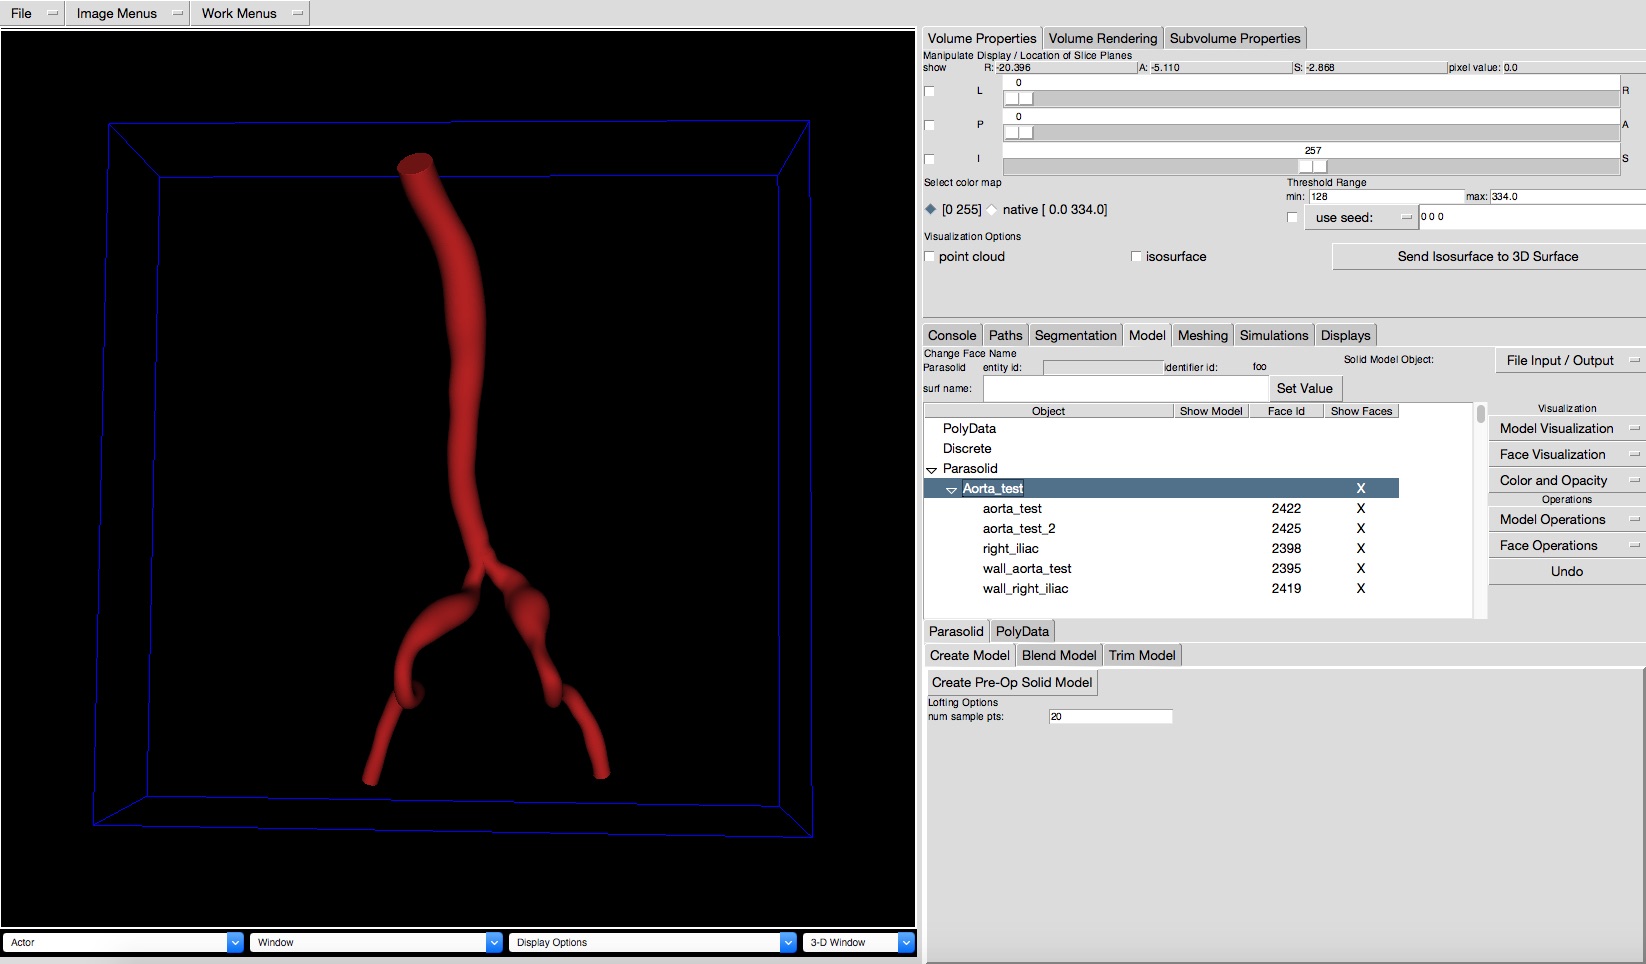 File Image Menus Work Menus
Volume Properties Volume Rendering Subvolume Properties
Manipulate Display / Location of Slice Planes
show R: -20.396 A: -5.110 S: -2.868 pixel value: 0.0
0
L R
0
P A
257
I S
Select color map Threshold Range
min: 128 max: 334.0
[0 255] native [ 0.0 334.0]
use seed: 0 0 0
Visualization Options
point cloud isosurface Send Isosurface to 3D Surface
Console Paths Segmentation Model Meshing Simulations Displays
Change Face Name
Solid Model Object: File Input / Output
Parasolid entity id: identifier id: foo
surf name: Set Value
Object Show Model Face Id Show Faces
Visualization
PolyData
Model Visualization
Discrete
Face Visualization
Parasolid
Color and Opacity
Aorta_test X
Operations
aorta_test 2422 X
Model Operations
aorta_test_2 2425 X
Face Operations
right_iliac 2398 X
wall_aorta_test 2395 X
Undo
wall_right_iliac 2419 X
Parasolid PolyData
Create Model Blend Model Trim Model
Create Pre-Op Solid Model
Lofting Options
num sample pts: 20
Actor Window Display Options 3-D Window